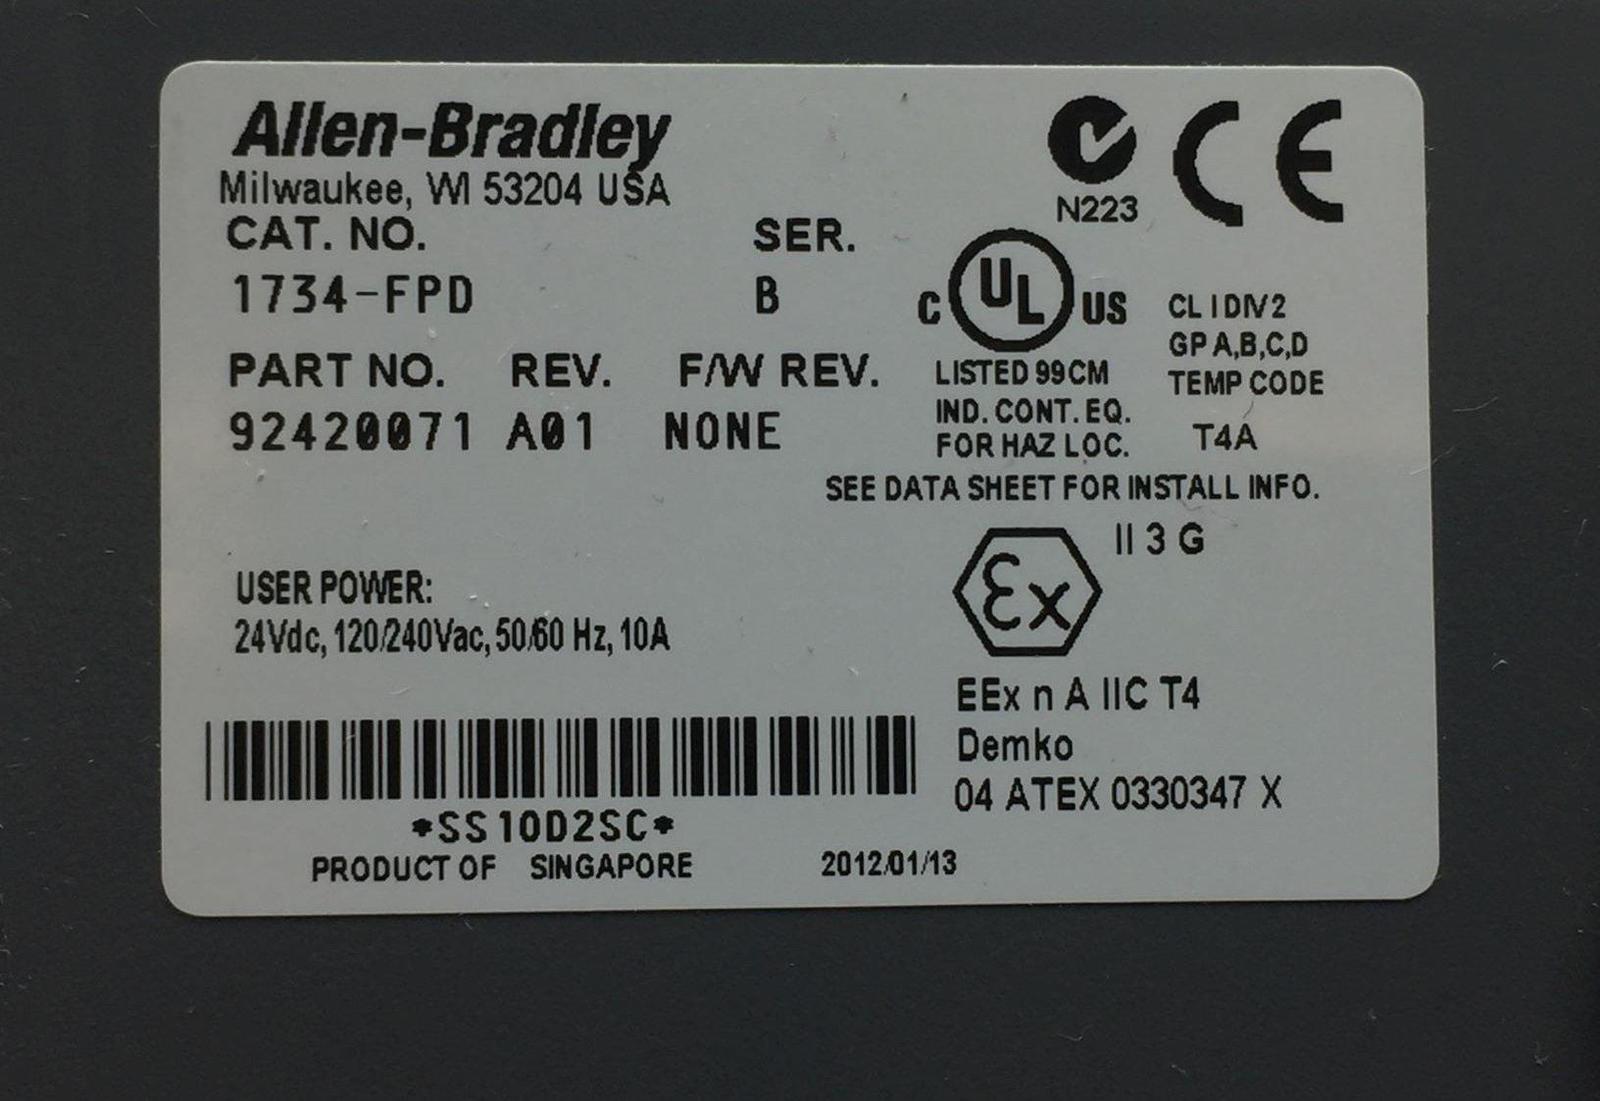 Allen-Bradley
Milwaukee, WI 53204 USA
N223
CE
CAT. NO. SER.
1734-FPD B
C UL US
CL I DIV 2
GP A,B,C,D
TEMP CODE
T4A
PART NO. REV. F/W REV.
92420071 A01 NONE
LISTED 99CM
IND. CONT. EQ.
FOR HAZ LOC.
SEE DATA SHEET FOR INSTALL INFO.
Ex II 3 G
USER POWER:
24Vdc, 120/240Vac, 50/60 Hz, 10A
EEx n A IIC T4
Demko
04 ATEX 0330347 X
*SS10D2SC*
PRODUCT OF SINGAPORE 2012/01/13